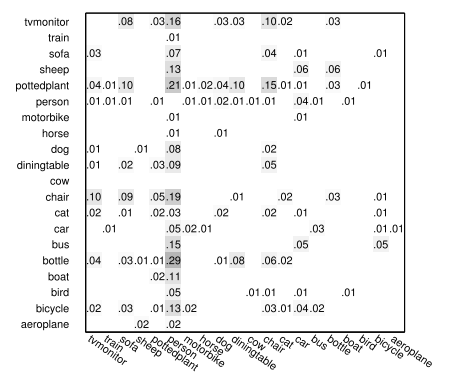 tvmonitor .08 .03 .16 .03 .03 .10 .02 .03
train .01
sofa .03 .07 .04 .01 .01
sheep .13 .06 .06
pottedplant .04 .01 .10 .21 .01 .02 .04 .10 .15 .01 .01 .03 .01
person .01 .01 .01 .01 .01 .01 .02 .01 .01 .01 .04 .01 .01
motorbike .01 .01
horse .01 .01
dog .01 .01 .08 .02
diningtable .01 .02 .03 .09 .05
cow
chair .10 .09 .05 .19 .01 .02 .03 .01
cat .02 .01 .02 .03 .02 .02 .01 .01
car .01 .05 .02 .01 .03 .01 .01
bus .15 .05 .05
bottle .04 .03 .01 .01 .29 .01 .08 .06 .02
boat .02 .11
bird .05 .01 .01 .01
bicycle .02 .03 .01 .13 .02 .03 .01 .04 .02
aeroplane .02 .02
tvmonitor train sofa sheep pottedplant person motorbike horse dog diningtable cow chair cat car bus bottle boat bird bicycle aeroplane